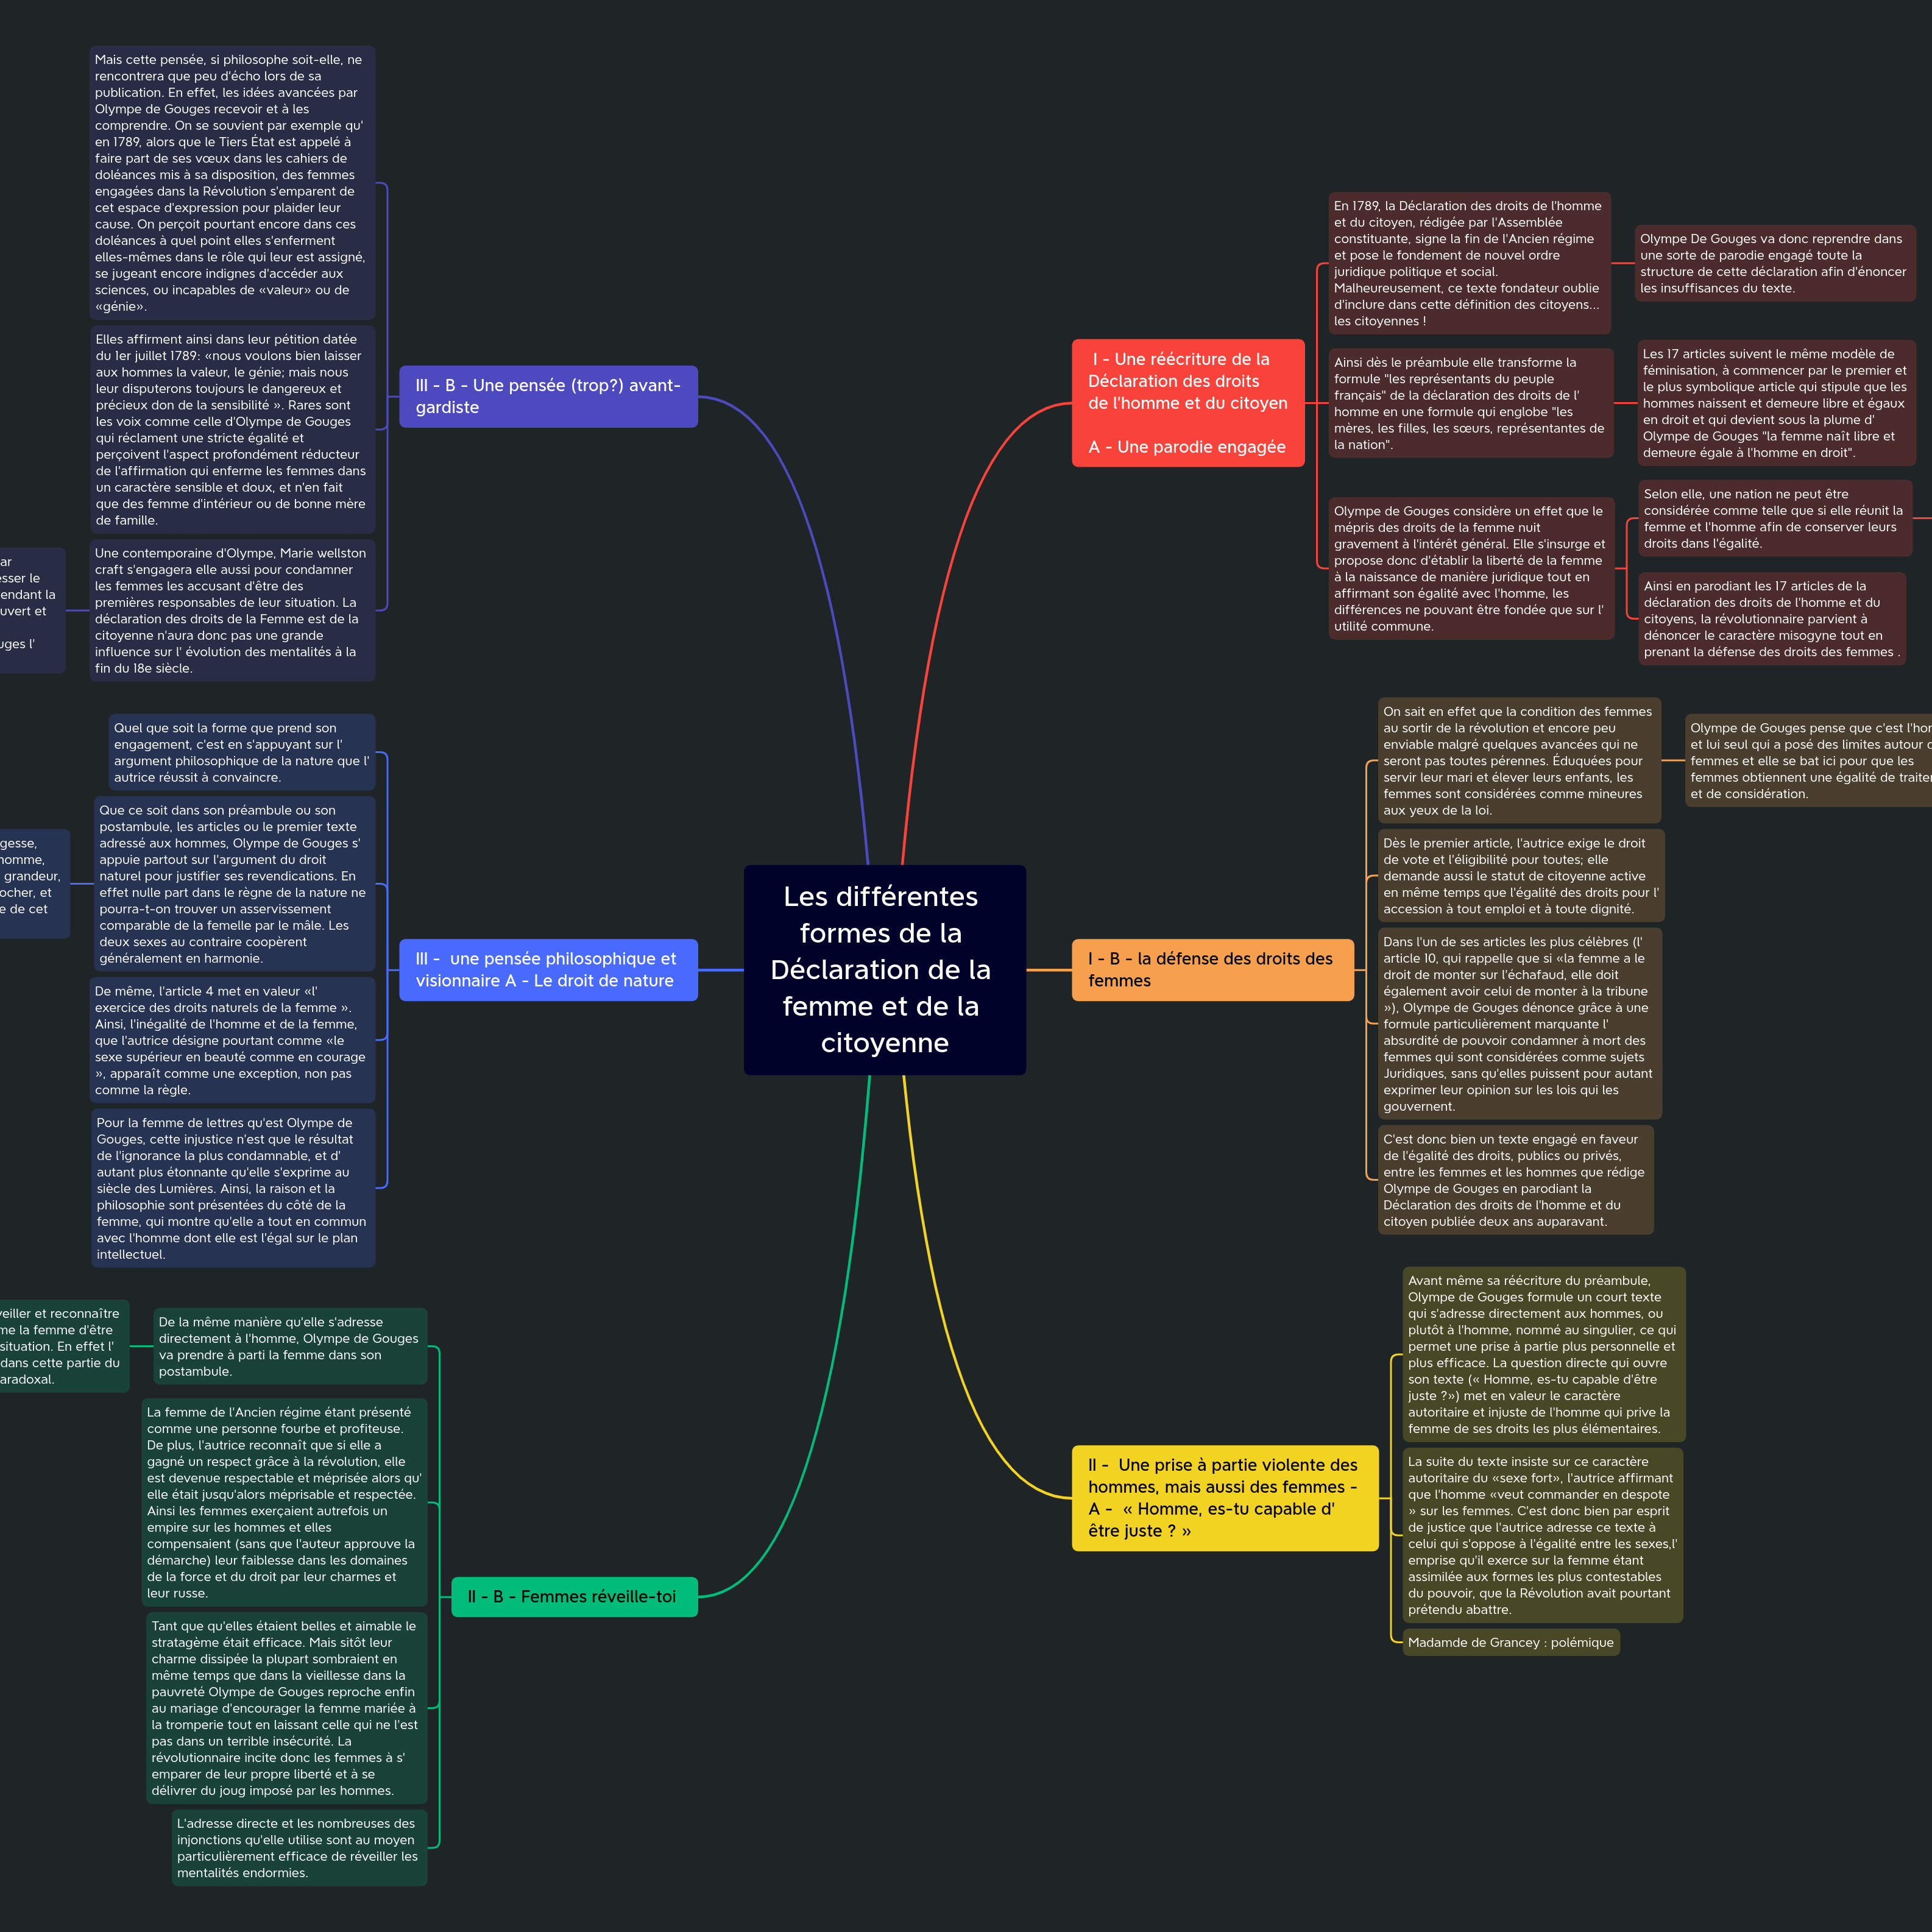 Les différentes
formes de la
Déclaration de la
femme et de la
citoyenne
I - Une réécriture de la
Déclaration des droits
de l'homme et du citoyen
A - Une parodie engagée
En 1789, la Déclaration des droits de l'homme
et du citoyen, rédigée par l'Assemblée
constituante, signe la fin de l'Ancien régime
et pose le fondement de nouvel ordre
juridique politique et social.
Malheureusement, ce texte fondateur oublie
d'inclure dans cette définition des citoyens...
les citoyennes !
Olympe De Gouges va donc reprendre dans
une sorte de parodie engagé toute la
structure de cette déclaration afin d'énoncer
les insuffisances du texte.
Ainsi dès le préambule elle transforme la
formule "les représentants du peuple
français" de la déclaration des droits de l'
homme en une formule qui englobe "les
mères, les filles, les sœurs, représentantes de
la nation".
Les 17 articles suivent le même modèle de
féminisation, à commencer par le premier et
le plus symbolique article qui stipule que les
hommes naissent et demeure libre et égaux
en droit et qui devient sous la plume d'
Olympe de Gouges "la femme naît libre et
demeure égale à l'homme en droit".
Olympe de Gouges considère un effet que le
mépris des droits de la femme nuit
gravement à l'intérêt général. Elle s'insurge et
propose donc d'établir la liberté de la femme
à la naissance de manière juridique tout en
affirmant son égalité avec l'homme, les
différences ne pouvant être fondée que sur l'
utilité commune.
Selon elle, une nation ne peut être
considérée comme telle que si elle réunit la
femme et l'homme afin de conserver leurs
droits dans l'égalité.
Ainsi en parodiant les 17 articles de la
déclaration des droits de l'homme et du
citoyens, la révolutionnaire parvient à
dénoncer le caractère misogyne tout en
prenant la défense des droits des femmes .
I - B - la défense des droits des
femmes
On sait en effet que la condition des femmes
au sortir de la révolution et encore peu
enviable malgré quelques avancées qui ne
seront pas toutes pérennes. Éduquées pour
servir leur mari et élever leurs enfants, les
femmes sont considérées comme mineures
aux yeux de la loi.
Olympe de Gouges pense que c'est l'hom
et lui seul qui a posé des limites autour d
femmes et elle se bat ici pour que les
femmes obtiennent une égalité de traiter
et de considération.
Dès le premier article, l'autrice exige le droit
de vote et l'éligibilité pour toutes; elle
demande aussi le statut de citoyenne active
en même temps que l'égalité des droits pour l'
accession à tout emploi et à toute dignité.
Dans l'un de ses articles les plus célèbres (l'
article 10, qui rappelle que si «la femme a le
droit de monter sur l'échafaud, elle doit
également avoir celui de monter à la tribune
»), Olympe de Gouges dénonce grâce à une
formule particulièrement marquante l'
absurdité de pouvoir condamner à mort des
femmes qui sont considérées comme sujets
Juridiques, sans qu'elles puissent pour autant
exprimer leur opinion sur les lois qui les
gouvernent.
C'est donc bien un texte engagé en faveur
de l'égalité des droits, publics ou privés,
entre les femmes et les hommes que rédige
Olympe de Gouges en parodiant la
Déclaration des droits de l'homme et du
citoyen publiée deux ans auparavant.
II -  Une prise à partie violente des
hommes, mais aussi des femmes -
A -  « Homme, es-tu capable d'
être juste ? »
Avant même sa réécriture du préambule,
Olympe de Gouges formule un court texte
qui s'adresse directement aux hommes, ou
plutôt à l'homme, nommé au singulier, ce qui
permet une prise à partie plus personnelle et
plus efficace. La question directe qui ouvre
son texte (« Homme, es-tu capable d'être
juste ?») met en valeur le caractère
autoritaire et injuste de l'homme qui prive la
femme de ses droits les plus élémentaires.
La suite du texte insiste sur ce caractère
autoritaire du «sexe fort», l'autrice affirmant
que l'homme «veut commander en despote
» sur les femmes. C'est donc bien par esprit
de justice que l'autrice adresse ce texte à
celui qui s'oppose à l'égalité entre les sexes,l'
emprise qu'il exerce sur la femme étant
assimilée aux formes les plus contestables
du pouvoir, que la Révolution avait pourtant
prétendu abattre.
Madamde de Grancey : polémique
II - B - Femmes réveille-toi
De la même manière qu'elle s'adresse
directement à l'homme, Olympe de Gouges
va prendre à parti la femme dans son
postambule.
veiller et reconnaître
me la femme d'être
situation. En effet l'
dans cette partie du
aradoxal.
La femme de l'Ancien régime étant présenté
comme une personne fourbe et profiteuse.
De plus, l'autrice reconnaît que si elle a
gagné un respect grâce à la révolution, elle
est devenue respectable et méprisée alors qu'
elle était jusqu'alors méprisable et respectée.
Ainsi les femmes exerçaient autrefois un
empire sur les hommes et elles
compensaient (sans que l'auteur approuve la
démarche) leur faiblesse dans les domaines
de la force et du droit par leur charmes et
leur russe.
Tant que qu'elles étaient belles et aimable le
stratagème était efficace. Mais sitôt leur
charme dissipée la plupart sombraient en
même temps que dans la vieillesse dans la
pauvreté Olympe de Gouges reproche enfin
au mariage d'encourager la femme mariée à
la tromperie tout en laissant celle qui ne l'est
pas dans un terrible insécurité. La
révolutionnaire incite donc les femmes à s'
emparer de leur propre liberté et à se
délivrer du joug imposé par les hommes.
L'adresse directe et les nombreuses des
injonctions qu'elle utilise sont au moyen
particulièrement efficace de réveiller les
mentalités endormies.
III -  une pensée philosophique et
visionnaire A - Le droit de nature
Quel que soit la forme que prend son
engagement, c'est en s'appuyant sur l'
argument philosophique de la nature que l'
autrice réussit à convaincre.
Que ce soit dans son préambule ou son
postambule, les articles ou le premier texte
adressé aux hommes, Olympe de Gouges s'
appuie partout sur l'argument du droit
naturel pour justifier ses revendications. En
effet nulle part dans le règne de la nature ne
pourra-t-on trouver un asservissement
comparable de la femelle par le mâle. Les
deux sexes au contraire coopèrent
généralement en harmonie.
gesse,
homme,
grandeur,
ocher, et
e de cet
De même, l'article 4 met en valeur «l'
exercice des droits naturels de la femme ».
Ainsi, l'inégalité de l'homme et de la femme,
que l'autrice désigne pourtant comme «le
sexe supérieur en beauté comme en courage
», apparaît comme une exception, non pas
comme la règle.
Pour la femme de lettres qu'est Olympe de
Gouges, cette injustice n'est que le résultat
de l'ignorance la plus condamnable, et d'
autant plus étonnante qu'elle s'exprime au
siècle des Lumières. Ainsi, la raison et la
philosophie sont présentées du côté de la
femme, qui montre qu'elle a tout en commun
avec l'homme dont elle est l'égal sur le plan
intellectuel.
III - B - Une pensée (trop?) avant-
gardiste
Mais cette pensée, si philosophe soit-elle, ne
rencontrera que peu d'écho lors de sa
publication. En effet, les idées avancées par
Olympe de Gouges recevoir et à les
comprendre. On se souvient par exemple qu'
en 1789, alors que le Tiers État est appelé à
faire part de ses vœux dans les cahiers de
doléances mis à sa disposition, des femmes
engagées dans la Révolution s'emparent de
cet espace d'expression pour plaider leur
cause. On perçoit pourtant encore dans ces
doléances à quel point elles s'enferment
elles-mêmes dans le rôle qui leur est assigné,
se jugeant encore indignes d'accéder aux
sciences, ou incapables de «valeur» ou de
«génie».
Elles affirment ainsi dans leur pétition datée
du 1er juillet 1789: «nous voulons bien laisser
aux hommes la valeur, le génie; mais nous
leur disputerons toujours le dangereux et
précieux don de la sensibilité ». Rares sont
les voix comme celle d'Olympe de Gouges
qui réclament une stricte égalité et
perçoivent l'aspect profondément réducteur
de l'affirmation qui enferme les femmes dans
un caractère sensible et doux, et n'en fait
que des femme d'intérieur ou de bonne mère
de famille.
Une contemporaine d'Olympe, Marie wellston
craft s'engagera elle aussi pour condamner
les femmes les accusant d'être des
premières responsables de leur situation. La
déclaration des droits de la Femme est de la
citoyenne n'aura donc pas une grande
influence sur l' évolution des mentalités à la
fin du 18e siècle.
ar
esser le
endant la
uvert et
uges l'